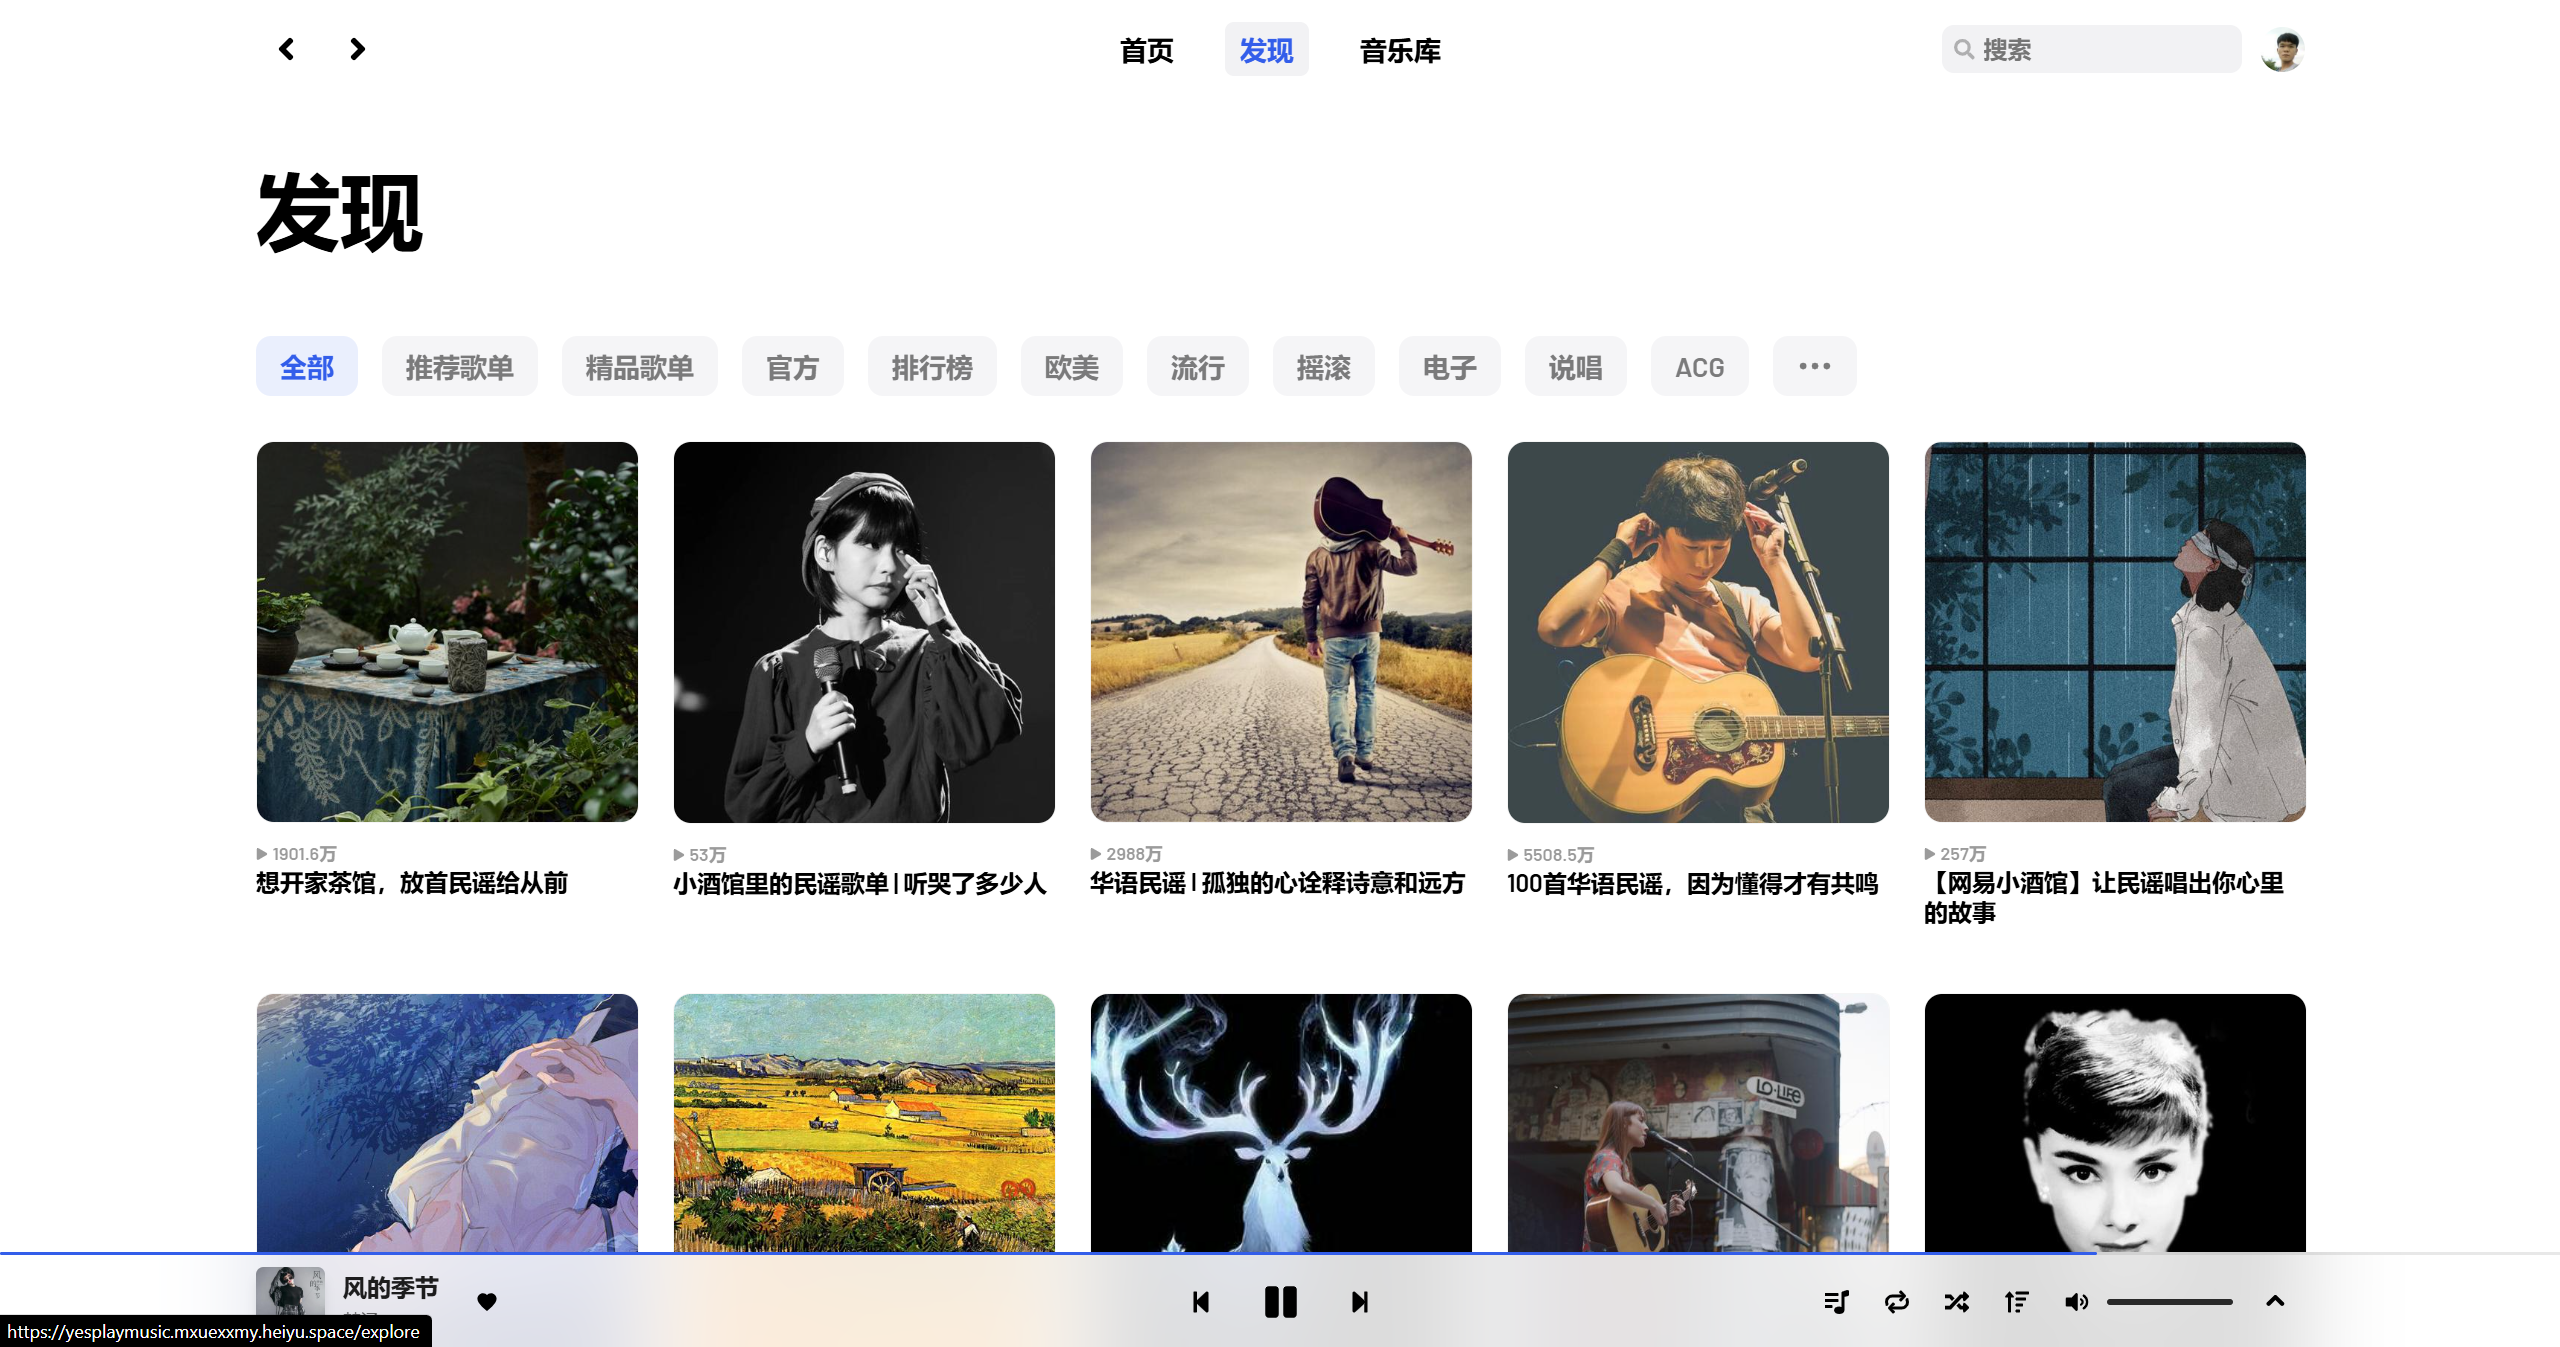 首页
发现
音乐库
搜索
发现
全部
推荐歌单
精品歌单
官方
排行榜
欧美
流行
摇滚
电子
说唱
ACG
1901.6万
想开家茶馆，放首民谣给从前
53万
小酒馆里的民谣歌单 | 听哭了多少人
2988万
华语民谣 | 孤独的心诠释诗意和远方
5508.5万
100首华语民谣，因为懂得才有共鸣
257万
【网易小酒馆】让民谣唱出你心里
的故事
LO-LIFE
风的季节
https://yesplaymusic.mxuexxmy.heiyu.space/explore